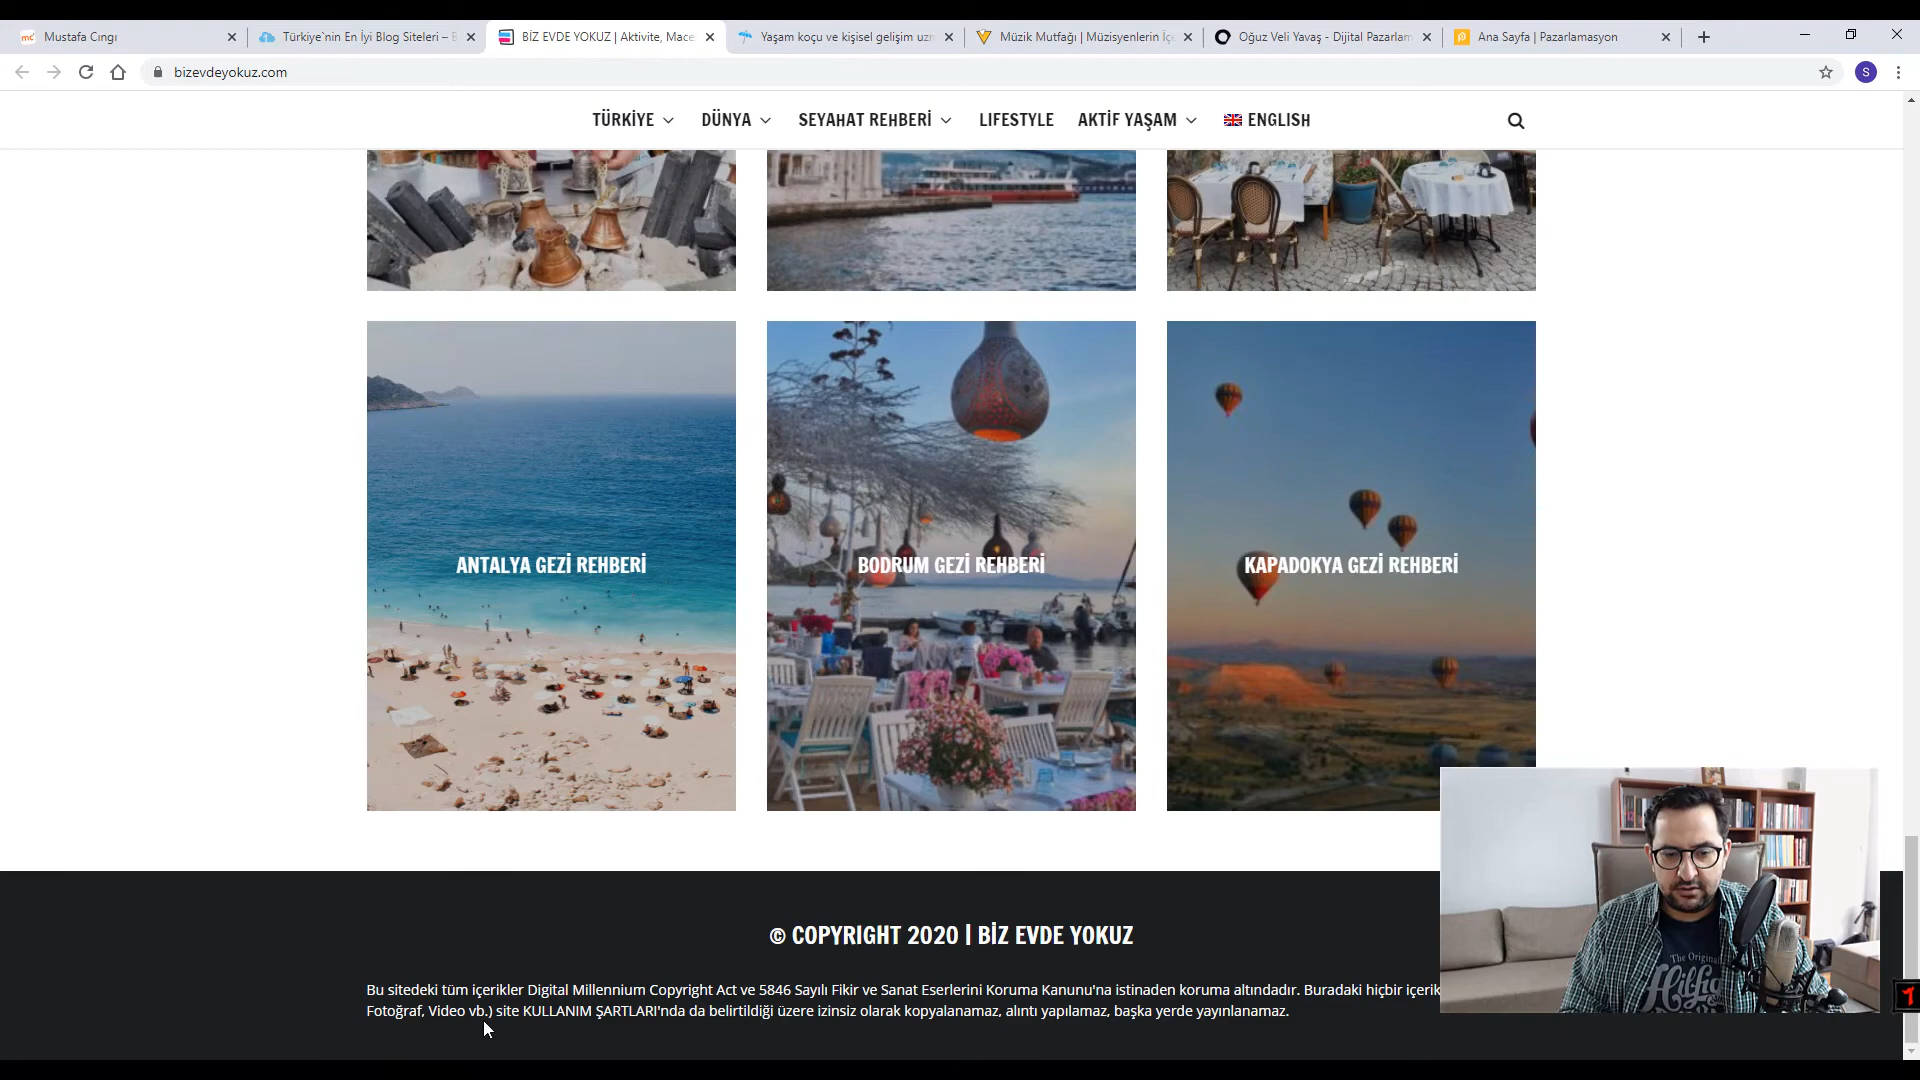 Mustafa Cıngı
Türkiye`nin En İyi Blog Siteleri – B
BİZ EVDE YOKUZ | Aktivite, Mace
Yaşam koçu ve kişisel gelişim uzm
Müzik Mutfağı | Müzisyenlerin İç
Oğuz Veli Yavaş - Dijital Pazarlam
Ana Sayfa | Pazarlamasyon
bizevdeyokuz.com
S
TÜRKİYE
DÜNYA
SEYAHAT REHBERİ
LIFESTYLE
AKTİF YAŞAM
ENGLISH
ANTALYA GEZİ REHBERİ
BODRUM GEZİ REHBERİ
KAPADOKYA GEZİ REHBERİ
© COPYRIGHT 2020 | BİZ EVDE YOKUZ
Bu sitedeki tüm içerikler Digital Millennium Copyright Act ve 5846 Sayılı Fikir ve Sanat Eserlerini Koruma Kanunu'na istinaden koruma altındadır. Buradaki hiçbir içerik
Fotoğraf, Video vb.) site KULLANIM ŞARTLARI'nda da belirtildiği üzere izinsiz olarak kopyalanamaz, alıntı yapılamaz, başka yerde yayınlanamaz.
The Original